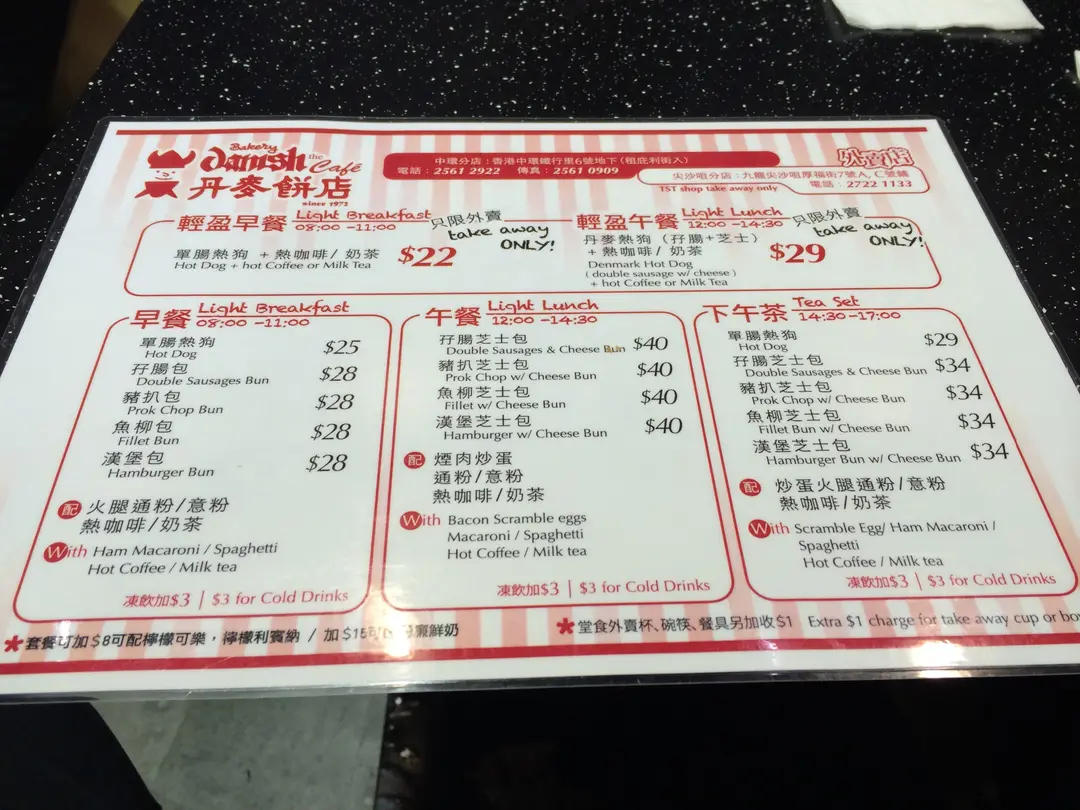 Bakery
danish the Café
丹麥餅店
since 1972
中環分店：香港中環鐵行里6號地下（租庇利街入）
電話：2561 2922　傳真：2561 0909
外賣店
尖沙咀分店：九龍尖沙咀厚福街7號A, C號舖
TST shop take away only　電話：2722 1133
輕盈早餐 Light Breakfast
08:00 -11:00
只限外賣
take away
ONLY!
單腸熱狗 + 熱咖啡/ 奶茶
Hot Dog + hot Coffee or Milk Tea
$22
輕盈午餐 Light Lunch
12:00 -14:30
只限外賣
take away
ONLY!
丹麥熱狗（孖腸+芝士）
+ 熱咖啡/ 奶茶
Denmark Hot Dog
( double sausage w/ cheese )
+ hot Coffee or Milk Tea
$29
早餐 Light Breakfast
08:00 -11:00
單腸熱狗
Hot Dog $25
孖腸包
Double Sausages Bun $28
豬扒包
Prok Chop Bun $28
魚柳包
Fillet Bun $28
漢堡包
Hamburger Bun $28
配 火腿通粉/意粉
熱咖啡/奶茶
With Ham Macaroni / Spaghetti
Hot Coffee / Milk tea
凍飲加$3 | $3 for Cold Drinks
午餐 Light Lunch
12:00 -14:30
孖腸芝士包
Double Sausages & Cheese Bun $40
豬扒芝士包
Prok Chop w/ Cheese Bun $40
魚柳芝士包
Fillet w/ Cheese Bun $40
漢堡芝士包
Hamburger w/ Cheese Bun $40
配 煙肉炒蛋
通粉/意粉
熱咖啡/奶茶
With Bacon Scramble eggs
Macaroni / Spaghetti
Hot Coffee / Milk tea
凍飲加$3 | $3 for Cold Drinks
下午茶 Tea Set
14:30-17:00
單腸熱狗
Hot Dog $29
孖腸芝士包
Double Sausages & Cheese Bun $34
豬扒芝士包
Prok Chop w/ Cheese Bun $34
魚柳芝士包
Fillet Bun w/ Cheese Bun $34
漢堡芝士包
Hamburger Bun w/ Cheese Bun $34
配 炒蛋火腿通粉/意粉
熱咖啡/奶茶
With Scramble Egg/ Ham Macaroni /
Spaghetti
Hot Coffee / Milk tea
凍飲加$3 | $3 for Cold Drinks
* 套餐可加$8可配檸檬可樂，檸檬利賓納 / 加 鮮奶
* 堂食外賣杯、碗筷、餐具另加收$1 Extra $1 charge for take away cup or